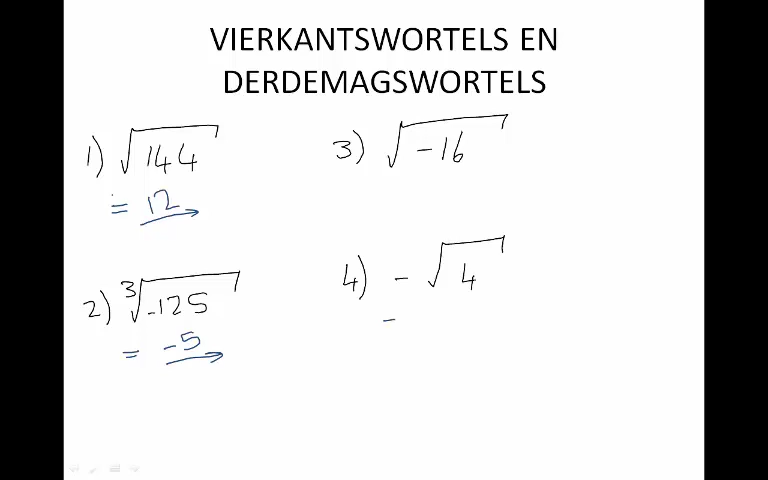 VIERKANTSWORTELS EN
DERDEMAGSWORTELS
1) √144
= 12
2) ∛-125
= -5
3) √-16
4) - √4
-